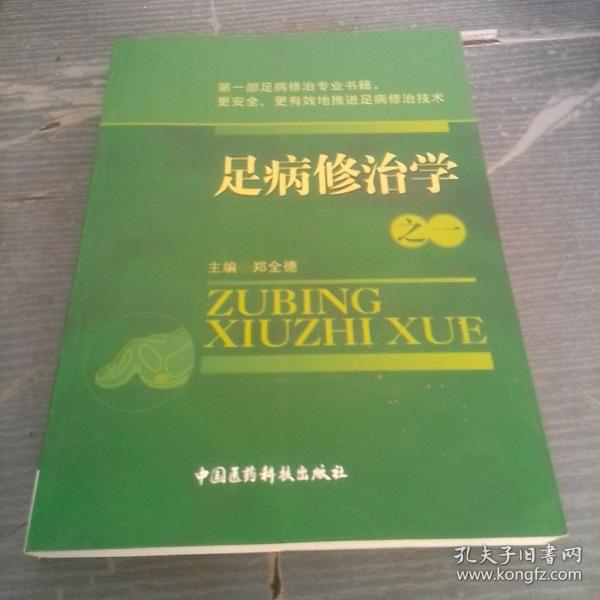 第一部足病修治专业书籍，
更安全、更有效地推进足病修治技术
足病修治学
之一
主编 郑全德
ZUBING
XIUZHI XUE
中国医药科技出版社
孔夫子旧书网
www.kongfz.com